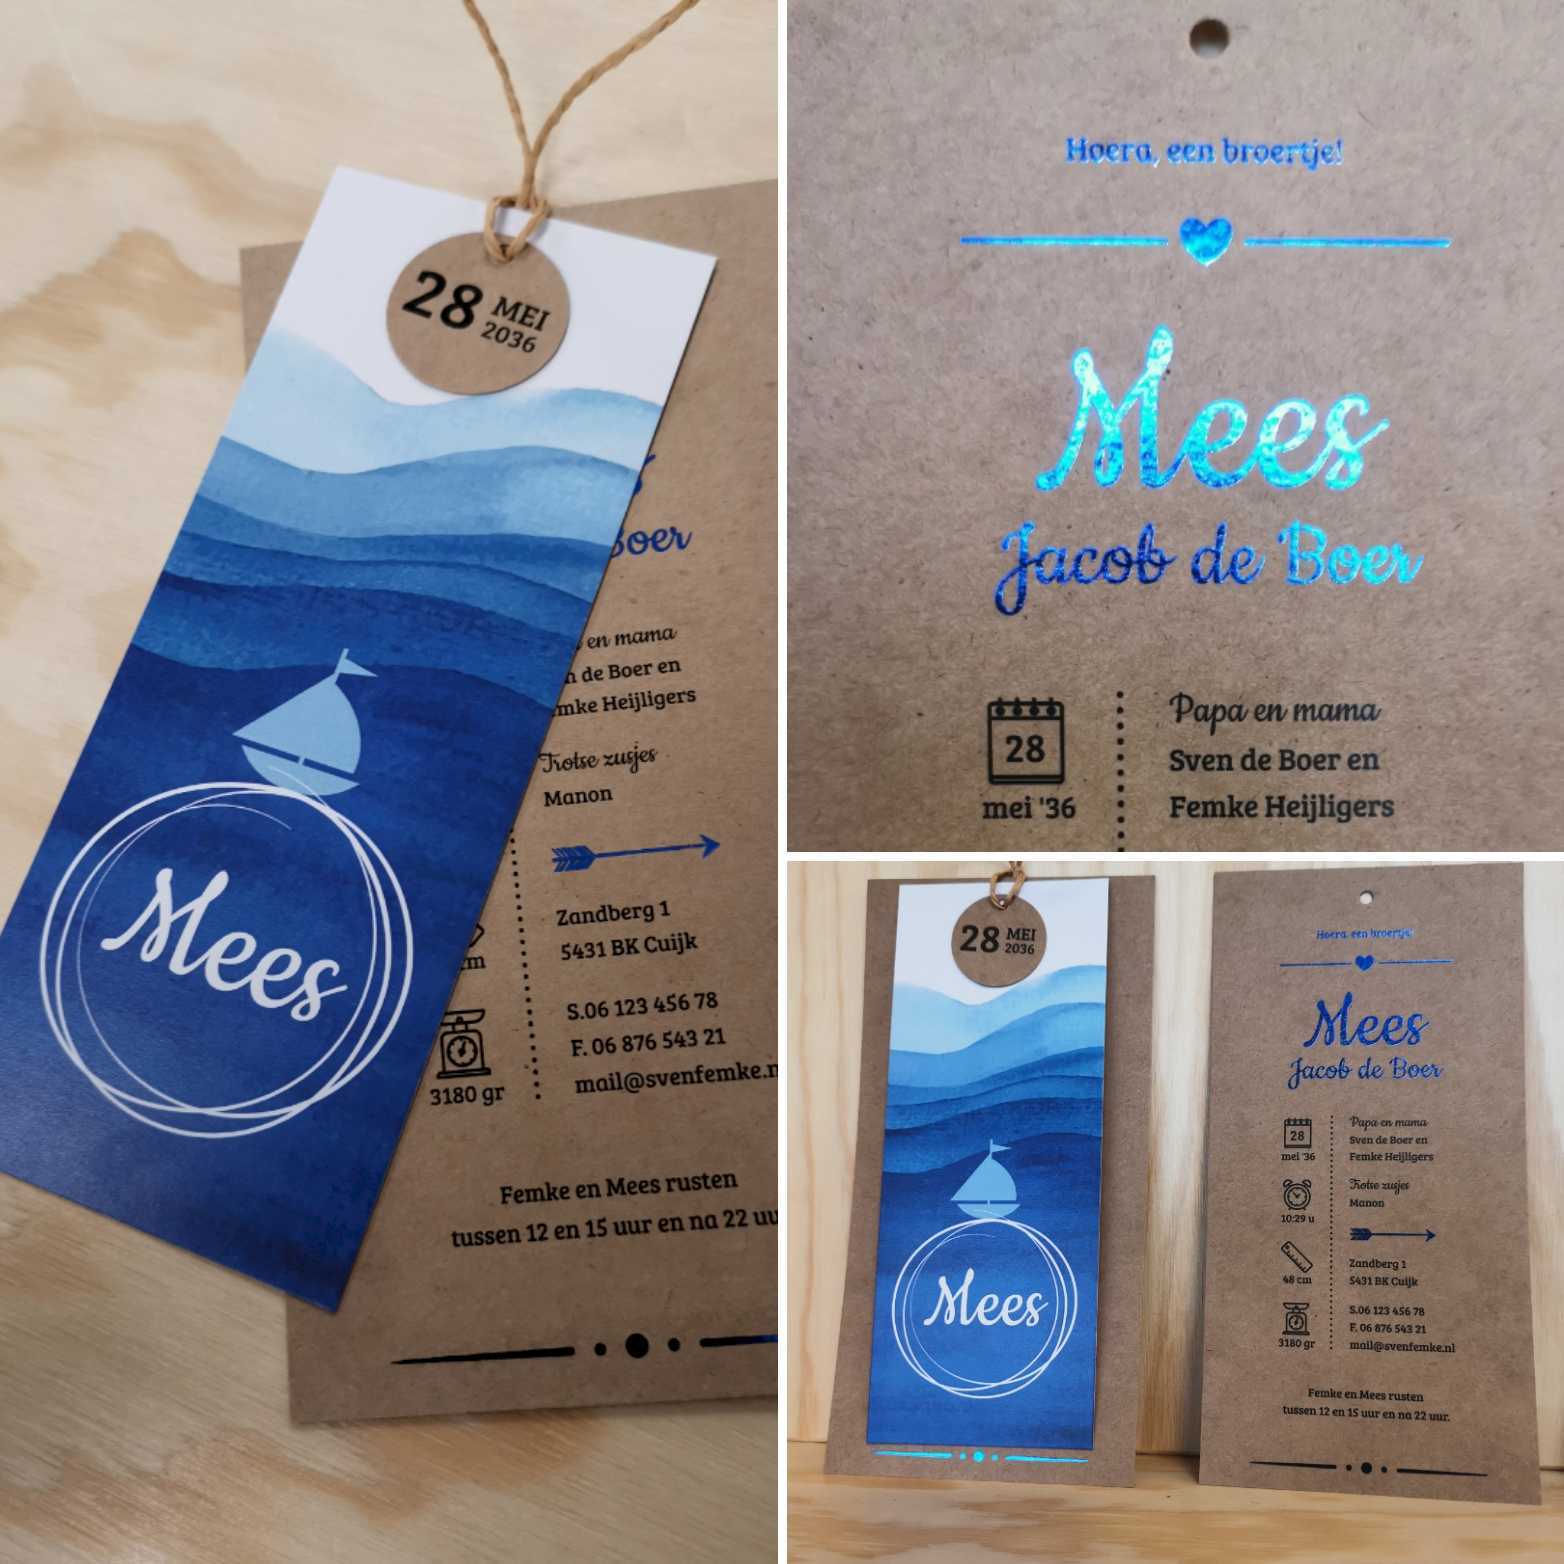 28 MEI
2036
Boer
en mama
de Boer en
Heijligers
Trotse zusjes
Manon
Zandberg 1
5431 BK Cuijk
S.06 123 456 78
F. 06 876 543 21
mail@svenfemke.n
3180 gr
Femke en Mees rusten
tussen 12 en 15 uur en na 22 uu
Mees
Hoera, een broertje!
Mees
Jacob de Boer
28
mei '36
Papa en mama
Sven de Boer en
Femke Heijligers
28 MEI
2036
Mees
Hoera, een broertje!
Mees
Jacob de Boer
28
mei '36
10:29 u
48 cm
3180 gr
Papa en mama
Sven de Boer en
Femke Heijligers
Trotse zusjes
Manon
Zandberg 1
5431 BK Cuijk
S.06 123 456 78
F. 06 876 543 21
mail@svenfemke.nl
Femke en Mees rusten
tussen 12 en 15 uur en na 22 uur.